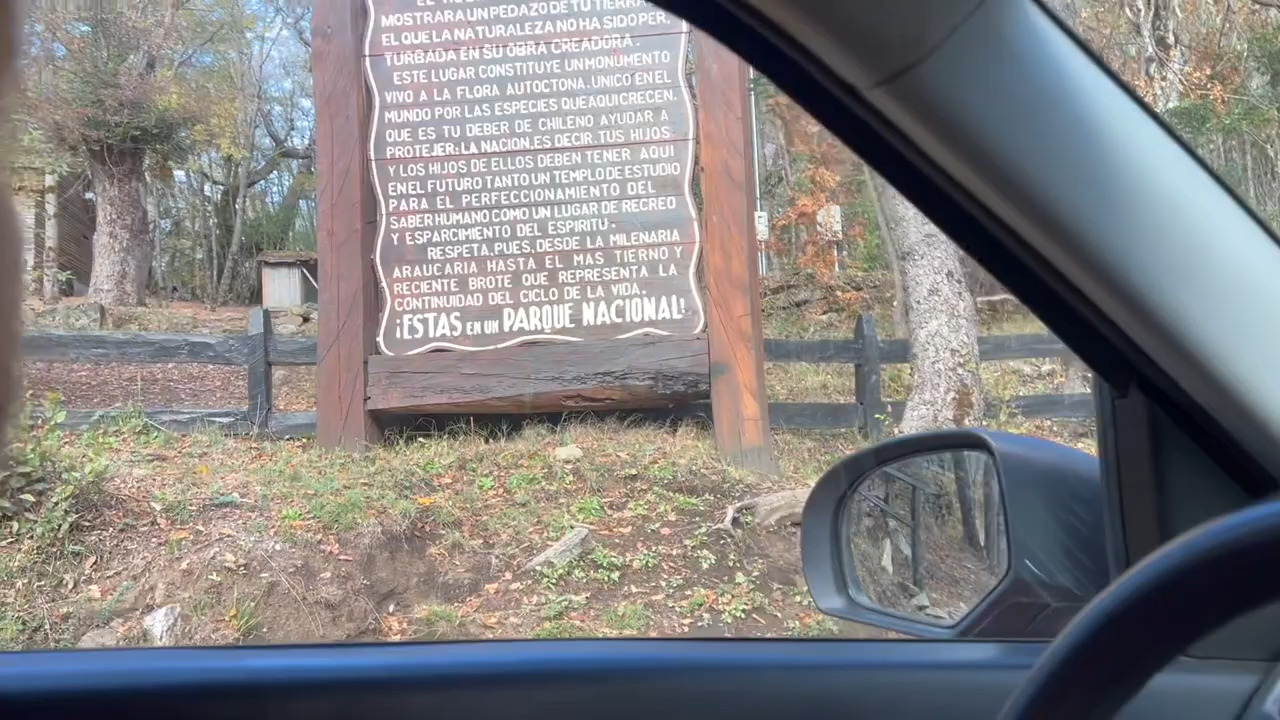 MOSTRARA UN PEDAZO DE TU TIERRA
EL QUE LA NATURALEZA NO HA SIDO PER.
TURBADA EN SU OBRA CREADORA.
ESTE LUGAR CONSTITUYE UN MONUMENTO
VIVO A LA FLORA AUTOCTONA. UNICO EN EL
MUNDO POR LAS ESPECIES QUE AQUI CRECEN.
QUE ES TU DEBER DE CHILENO AYUDAR A
PROTEJER: LA NACION, ES DECIR, TUS HIJOS
Y LOS HIJOS DE ELLOS DEBEN TENER AQUI
EN EL FUTURO TANTO UN TEMPLO DE ESTUDIO
PARA EL PERFECCIONAMIENTO DEL
SABER HUMANO COMO UN LUGAR DE RECREO
Y ESPARCIMIENTO DEL ESPIRITU.
RESPETA, PUES, DESDE LA MILENARIA
ARAUCARIA HASTA EL MAS TIERNO Y
RECIENTE BROTE QUE REPRESENTA LA
CONTINUIDAD DEL CICLO DE LA VIDA.
¡ESTAS EN UN PARQUE NACIONAL!